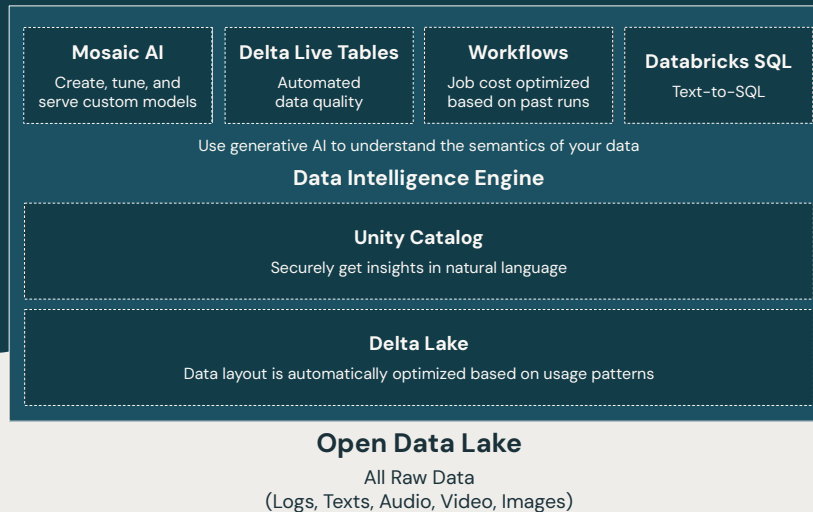 Mosaic AI
Create, tune, and
serve custom models
Delta Live Tables
Automated
data quality
Workflows
Job cost optimized
based on past runs
Databricks SQL
Text-to-SQL
Use generative AI to understand the semantics of your data
Data Intelligence Engine
Unity Catalog
Securely get insights in natural language
Delta Lake
Data layout is automatically optimized based on usage patterns
Open Data Lake
All Raw Data
(Logs, Texts, Audio, Video, Images)